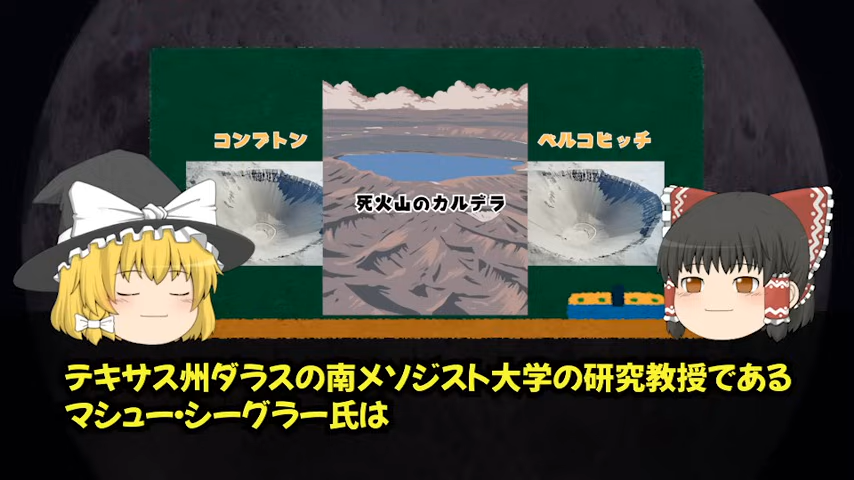 コンプトン
ベルコビッチ
死火山のカルデラ
テキサス州ダラスの南メソジスト大学の研究教授である
マシュー・シーグラー氏は